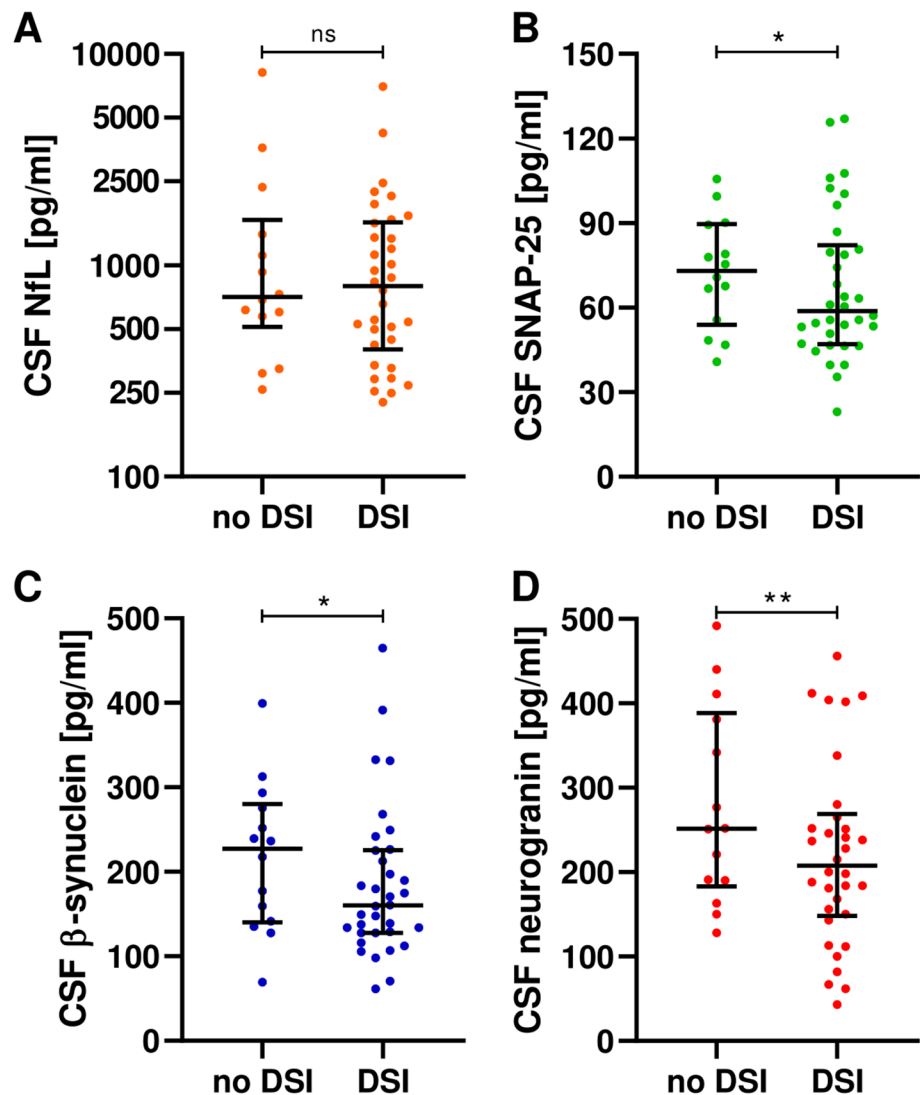 A
CSF NfL [pg/ml]
ns
10000
5000
2500
1000
500
250
100
no DSI
DSI
B
CSF SNAP-25 [pg/ml]
*
150
120
90
60
30
0
no DSI
DSI
C
CSF β-synuclein [pg/ml]
*
500
400
300
200
100
0
no DSI
DSI
D
CSF neurogranin [pg/ml]
**
500
400
300
200
100
0
no DSI
DSI